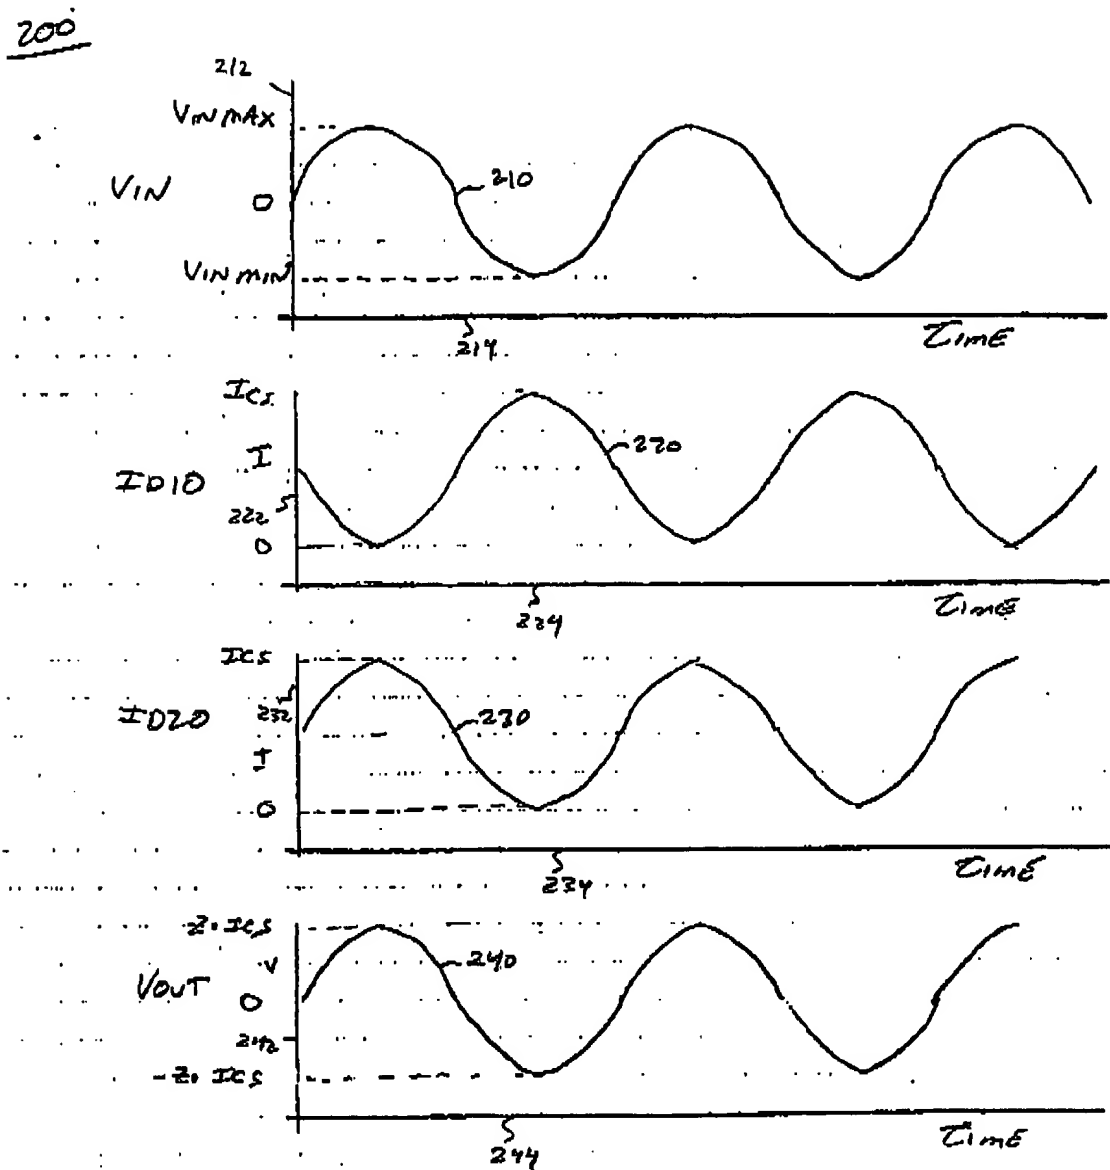 200
212
VIN MAX
VIN
0
210
VIN MIN
214
TIME
ICS
I
220
ID10
222
0
224
TIME
ICS
232
ID20
230
I
0
234
TIME
Z·ICS
V
240
VOUT
0
242
-Z·ICS
244
TIME